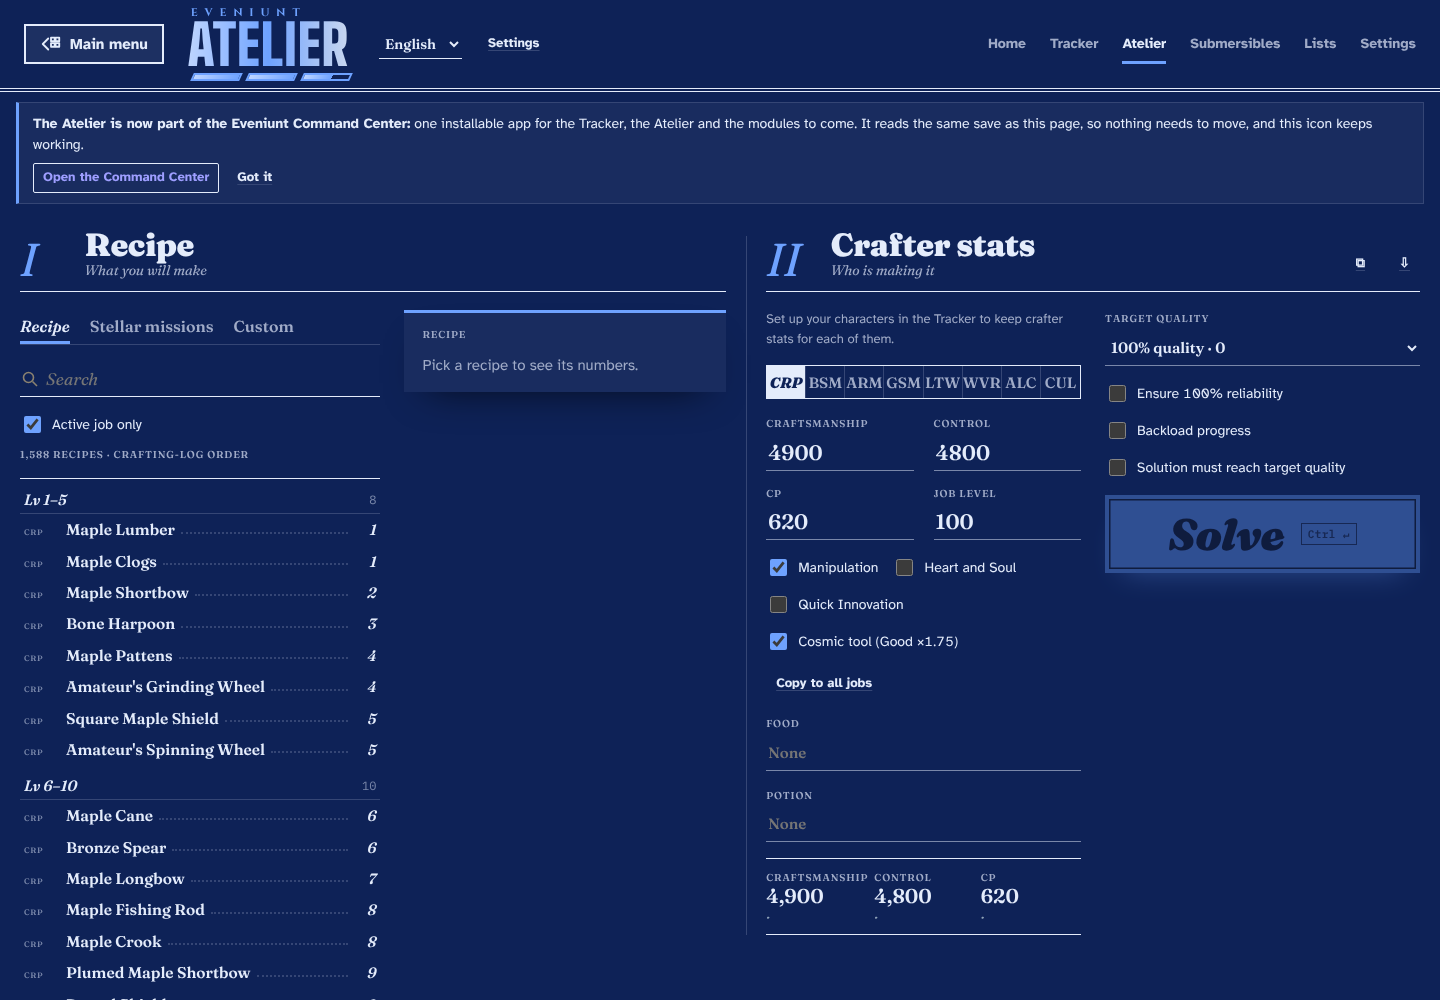 Main menu
EVENIUNT
ATELIER
English
Settings
Home
Tracker
Atelier
Submersibles
Lists
Settings
The Atelier is now part of the Eveniunt Command Center: one installable app for the Tracker, the Atelier and the modules to come. It reads the same save as this page, so nothing needs to move, and this icon keeps
working.
Open the Command Center
Got it
I
Recipe
What you will make
Recipe
Stellar missions
Custom
Search
Active job only
1,588 RECIPES · CRAFTING-LOG ORDER
Lv 1–5 8
CRP Maple Lumber 1
CRP Maple Clogs 1
CRP Maple Shortbow 2
CRP Bone Harpoon 3
CRP Maple Pattens 4
CRP Amateur's Grinding Wheel 4
CRP Square Maple Shield 5
CRP Amateur's Spinning Wheel 5
Lv 6–10 10
CRP Maple Cane 6
CRP Bronze Spear 6
CRP Maple Longbow 7
CRP Maple Fishing Rod 8
CRP Maple Crook 8
CRP Plumed Maple Shortbow 9
RECIPE
Pick a recipe to see its numbers.
II
Crafter stats
Who is making it
Set up your characters in the Tracker to keep crafter
stats for each of them.
CRP BSM ARM GSM LTW WVR ALC CUL
CRAFTSMANSHIP CONTROL
4900 4800
CP JOB LEVEL
620 100
Manipulation
Heart and Soul
Quick Innovation
Cosmic tool (Good ×1.75)
Copy to all jobs
FOOD
None
POTION
None
CRAFTSMANSHIP CONTROL CP
4,900 4,800 620
TARGET QUALITY
100% quality · 0
Ensure 100% reliability
Backload progress
Solution must reach target quality
Solve Ctrl ↵